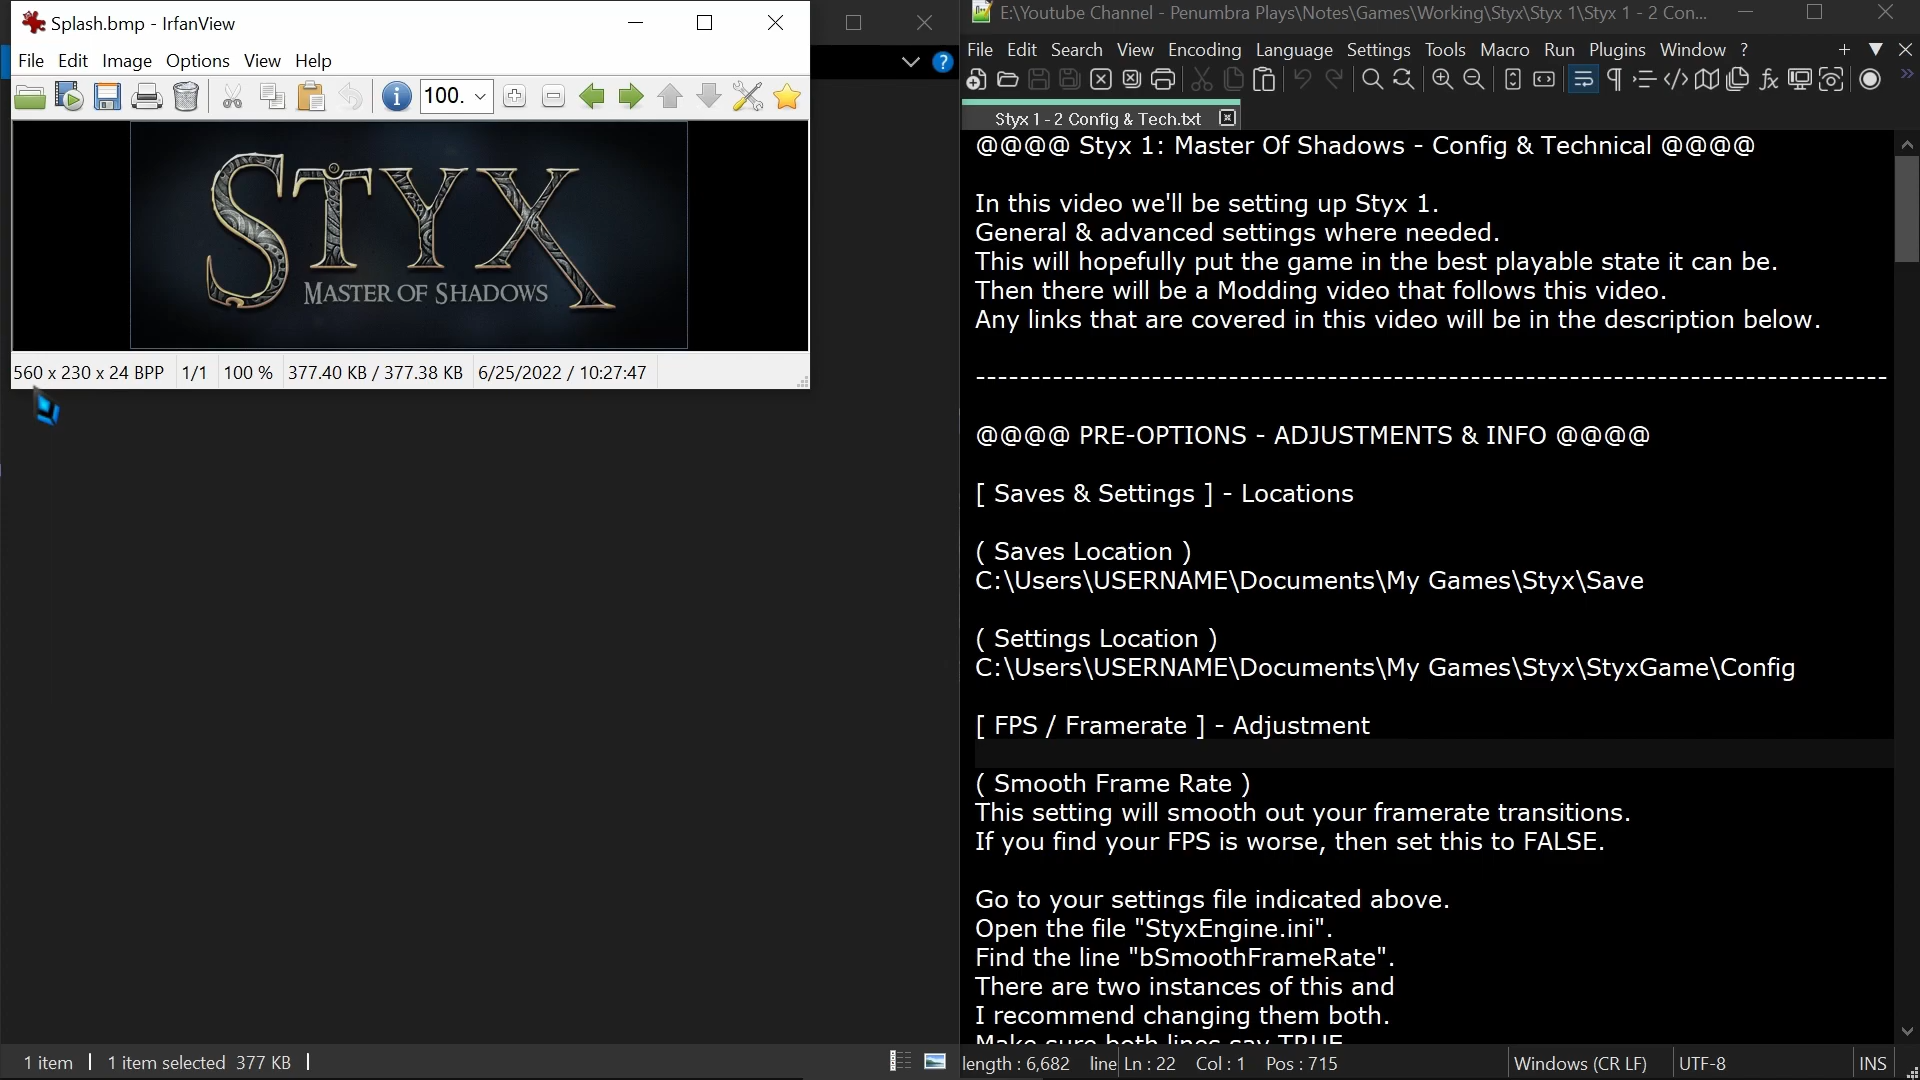 Splash.bmp - IrfanView
File Edit Image Options View Help
100.
STYX
MASTER OF SHADOWS
560 x 230 x 24 BPP 1/1 100 % 377.40 KB / 377.38 KB 6/25/2022 / 10:27:47
1 item 1 item selected 377 KB
E:\Youtube Channel - Penumbra Plays\Notes\Games\Working\Styx\Styx 1\Styx 1 - 2 Con...
File Edit Search View Encoding Language Settings Tools Macro Run Plugins Window ?
Styx 1 - 2 Config & Tech.txt
@@@@ Styx 1: Master Of Shadows - Config & Technical @@@@
In this video we'll be setting up Styx 1.
General & advanced settings where needed.
This will hopefully put the game in the best playable state it can be.
Then there will be a Modding video that follows this video.
Any links that are covered in this video will be in the description below.
--------------------------------------------------------------------------------
@@@@ PRE-OPTIONS - ADJUSTMENTS & INFO @@@@
[ Saves & Settings ] - Locations
( Saves Location )
C:\Users\USERNAME\Documents\My Games\Styx\Save
( Settings Location )
C:\Users\USERNAME\Documents\My Games\Styx\StyxGame\Config
[ FPS / Framerate ] - Adjustment
( Smooth Frame Rate )
This setting will smooth out your framerate transitions.
If you find your FPS is worse, then set this to FALSE.
Go to your settings file indicated above.
Open the file "StyxEngine.ini".
Find the line "bSmoothFrameRate".
There are two instances of this and
I recommend changing them both.
Make sure both lines say TRUE
length : 6,682 line Ln : 22 Col : 1 Pos : 715 Windows (CR LF) UTF-8 INS